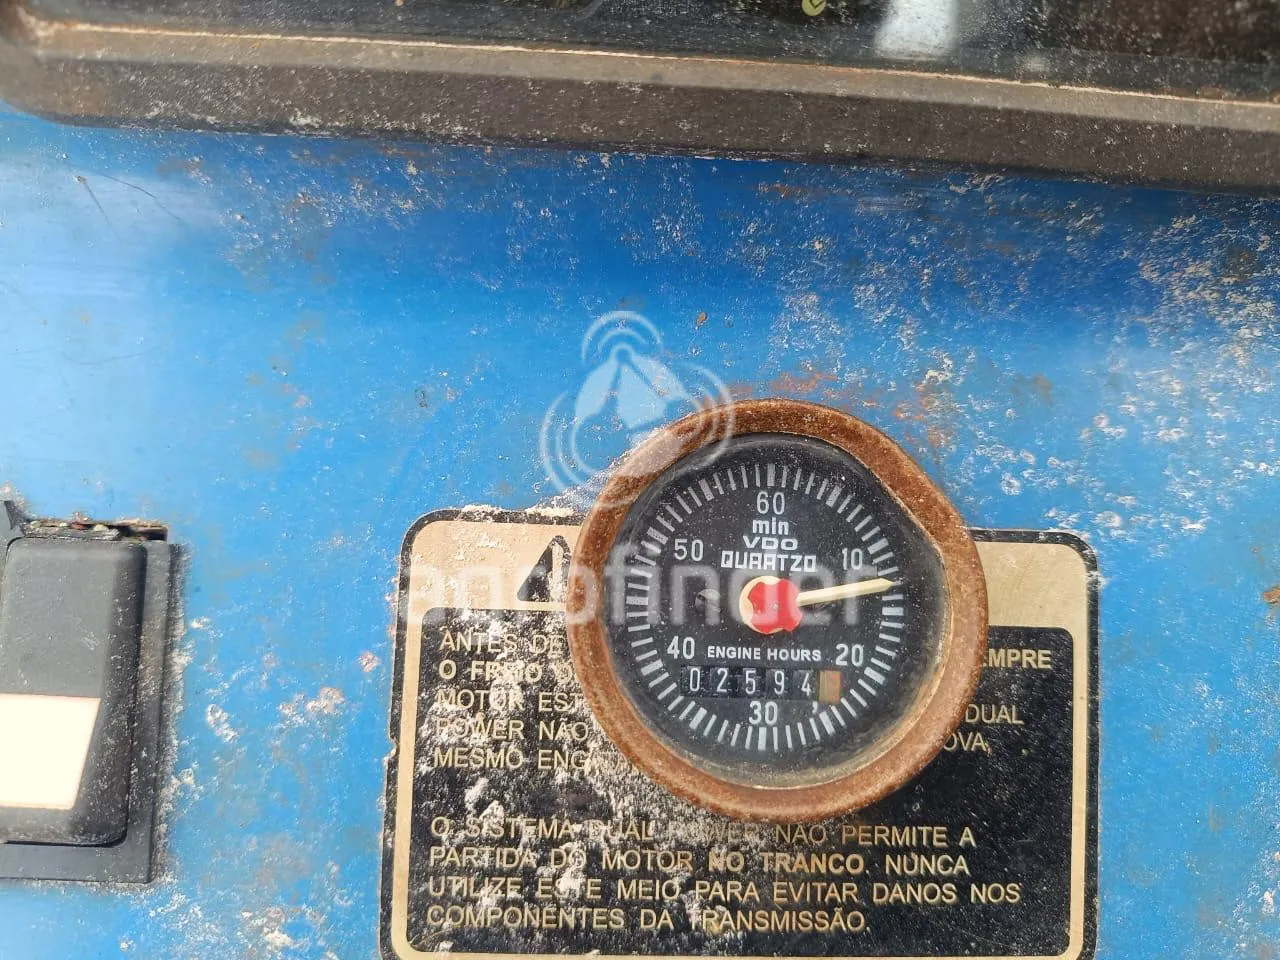 60
min
VDO
QUARTZO
50
10
40
ENGINE HOURS
20
02594
30
ANTES DE
EMPRE
O FREIO
MOTOR EST
DUAL
POWER NÃO
OVA,
MESMO ENG
O SISTEMA DUAL POWER NÃO PERMITE A
PARTIDA DO MOTOR NO TRANCO. NUNCA
UTILIZE ESTE MEIO PARA EVITAR DANOS NOS
COMPONENTES DA TRANSMISSÃO.